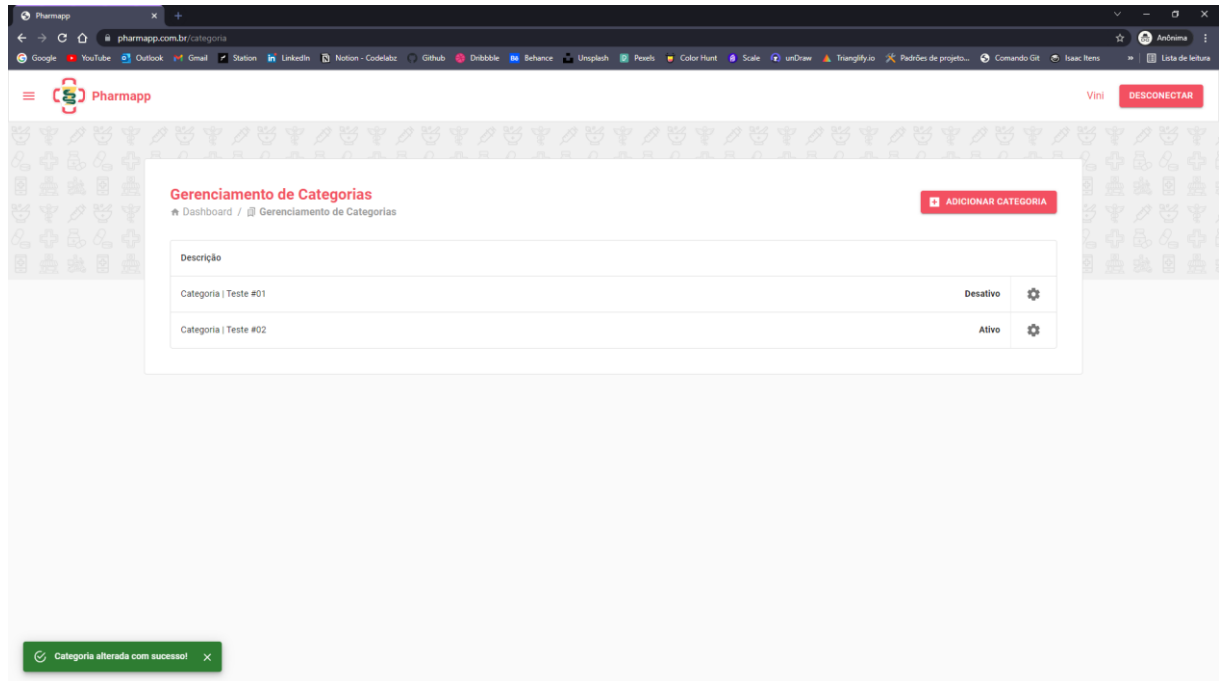 Pharmapp
pharmapp.com.br/categoria
Anônima
Google YouTube Outlook Gmail Station LinkedIn Notion - Codelabz Github Dribbble Behance Unsplash Pexels Color Hunt Scale unDraw Trianglify.io Padrões de projeto... Comando Git Isaac Itens » Lista de leitura
Pharmapp
Vini DESCONECTAR
Gerenciamento de Categorias
Dashboard / Gerenciamento de Categorias
ADICIONAR CATEGORIA
Descrição
Categoria | Teste #01 Desativo
Categoria | Teste #02 Ativo
Categoria alterada com sucesso!